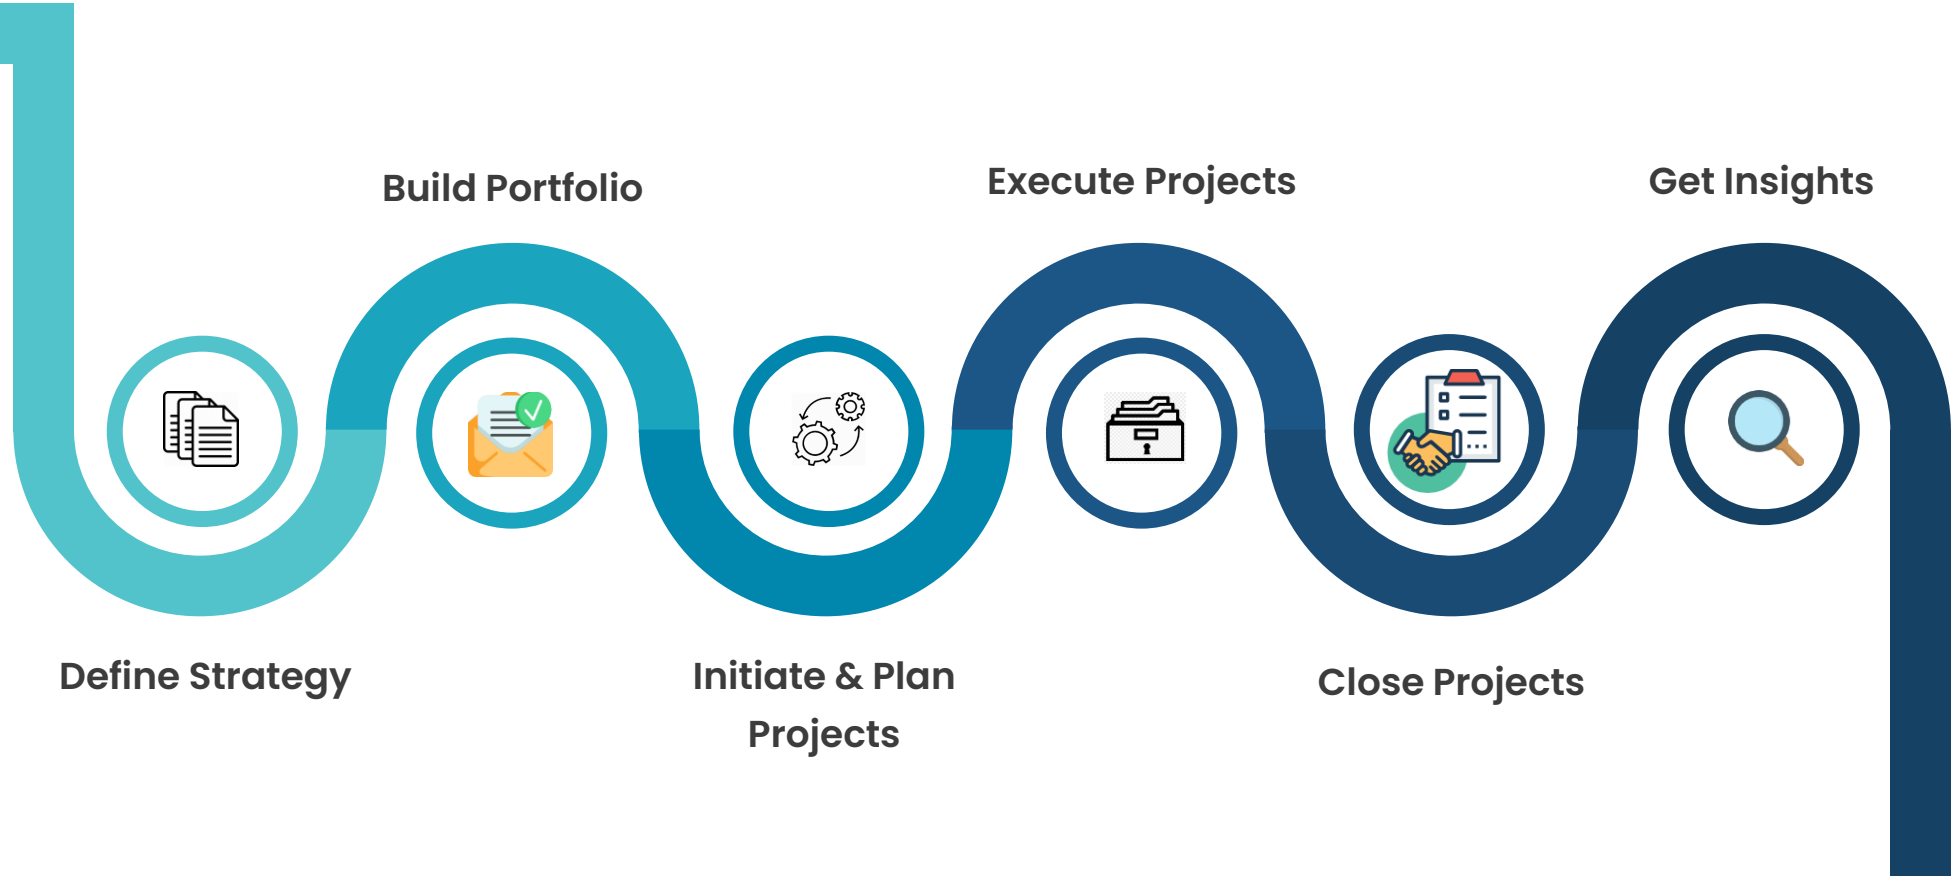 Define Strategy
Build Portfolio
Initiate & Plan
Projects
Execute Projects
Close Projects
Get Insights